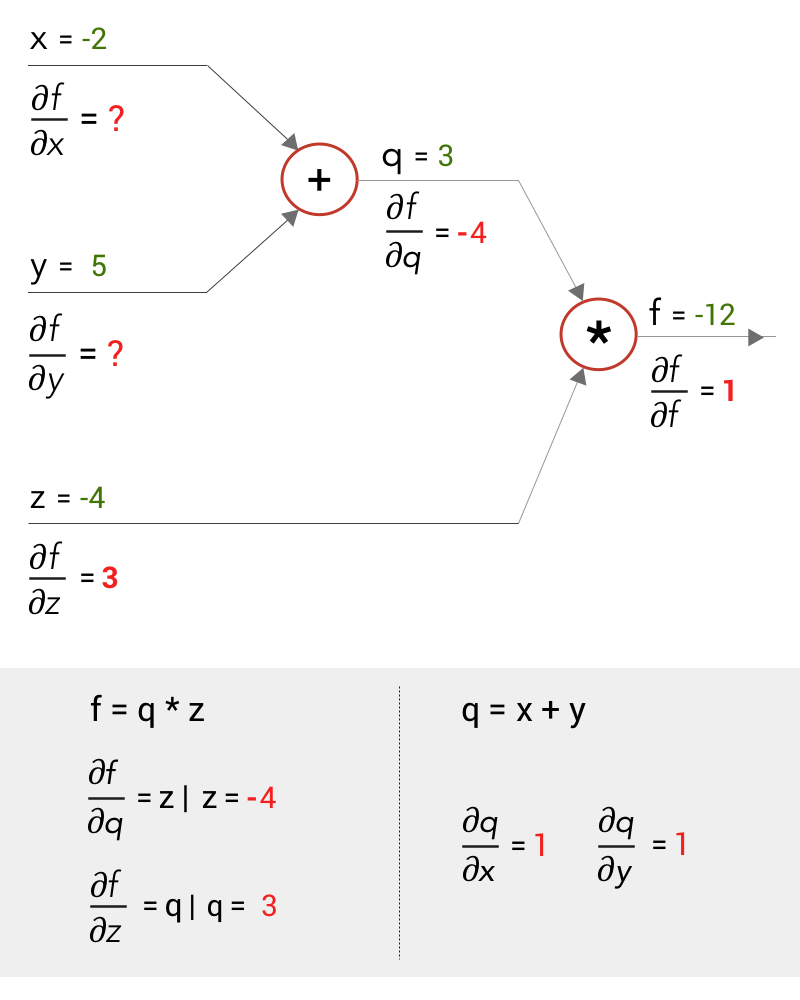 x = -2
∂f/∂x = ?
+
q = 3
∂f/∂q = -4
y = 5
∂f/∂y = ?
*
f = -12
∂f/∂f = 1
z = -4
∂f/∂z = 3
f = q * z
∂f/∂q = z | z = -4
∂f/∂z = q | q = 3
q = x + y
∂q/∂x = 1 ∂q/∂y = 1